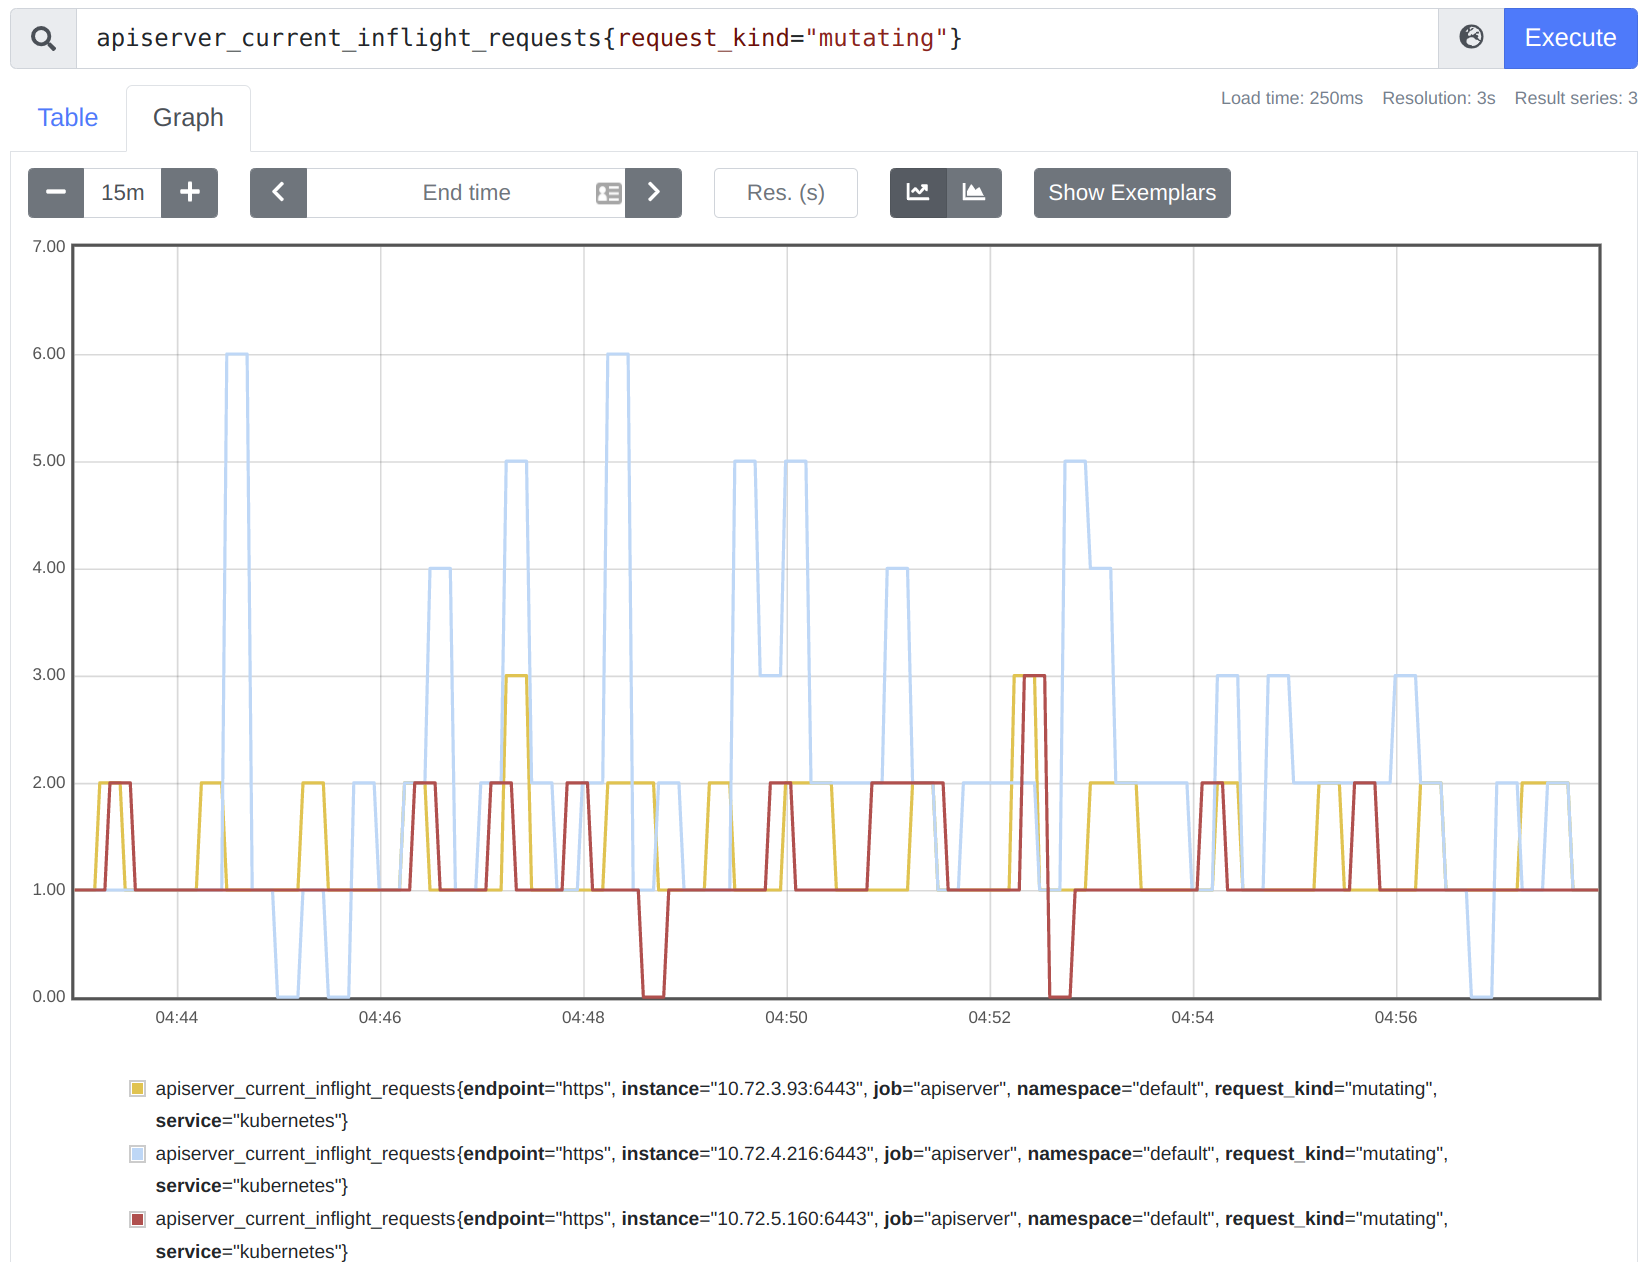 apiserver_current_inflight_requests{request_kind="mutating"}
Execute
Load time: 250ms Resolution: 3s Result series: 3
Table
Graph
15m
End time
Res. (s)
Show Exemplars
7.00
6.00
5.00
4.00
3.00
2.00
1.00
0.00
04:44 04:46 04:48 04:50 04:52 04:54 04:56
apiserver_current_inflight_requests{endpoint="https", instance="10.72.3.93:6443", job="apiserver", namespace="default", request_kind="mutating",
service="kubernetes"}
apiserver_current_inflight_requests{endpoint="https", instance="10.72.4.216:6443", job="apiserver", namespace="default", request_kind="mutating",
service="kubernetes"}
apiserver_current_inflight_requests{endpoint="https", instance="10.72.5.160:6443", job="apiserver", namespace="default", request_kind="mutating",
service="kubernetes"}